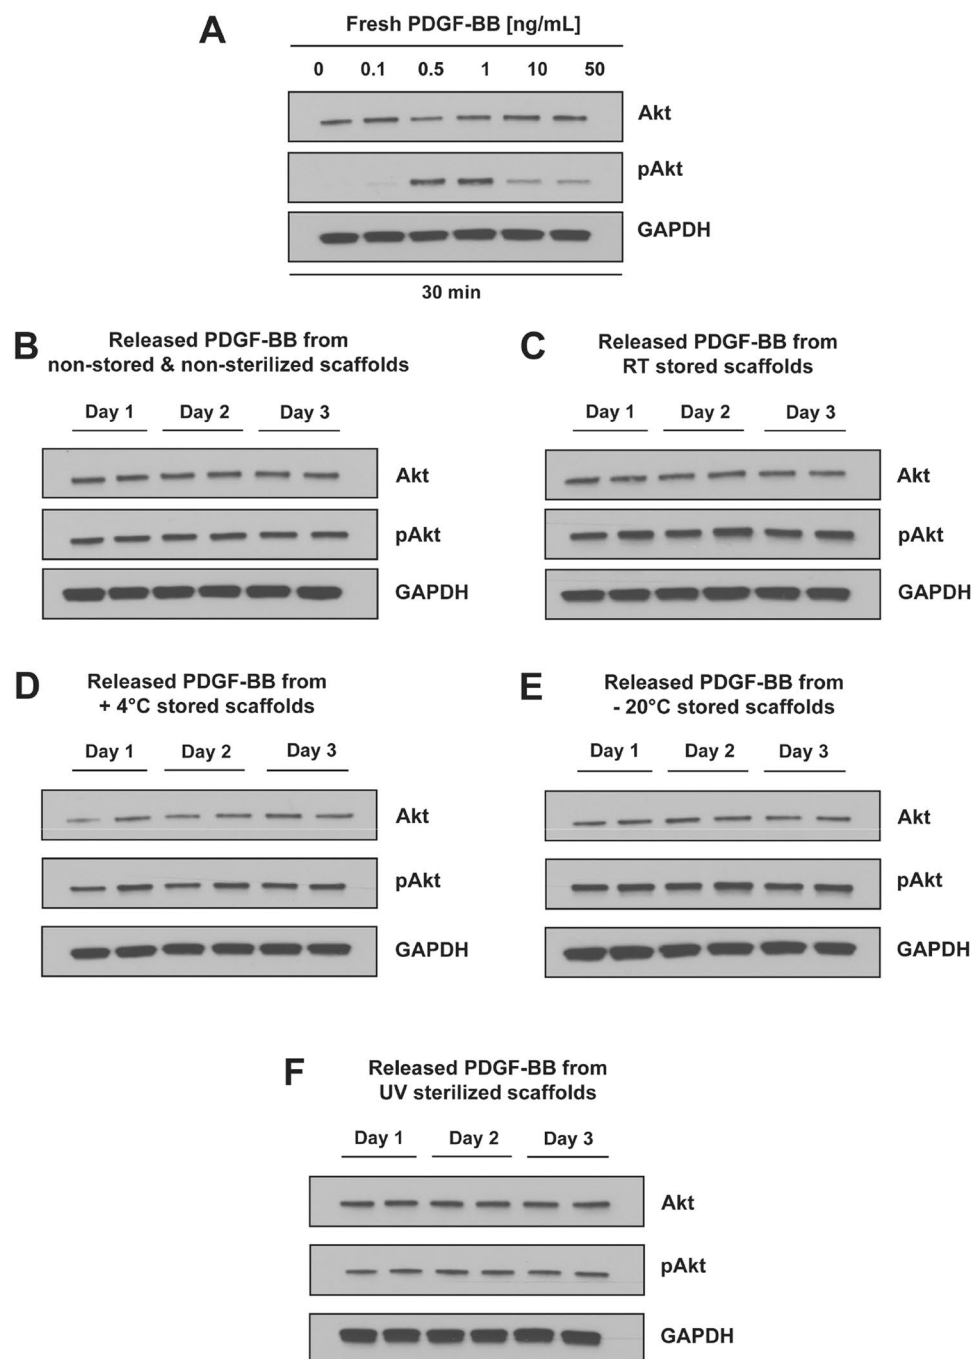 A
Fresh PDGF-BB [ng/mL]
0 0.1 0.5 1 10 50
Akt
pAkt
GAPDH
30 min
B
Released PDGF-BB from
non-stored & non-sterilized scaffolds
Day 1 Day 2 Day 3
Akt
pAkt
GAPDH
C
Released PDGF-BB from
RT stored scaffolds
Day 1 Day 2 Day 3
Akt
pAkt
GAPDH
D
Released PDGF-BB from
+ 4°C stored scaffolds
Day 1 Day 2 Day 3
Akt
pAkt
GAPDH
E
Released PDGF-BB from
- 20°C stored scaffolds
Day 1 Day 2 Day 3
Akt
pAkt
GAPDH
F
Released PDGF-BB from
UV sterilized scaffolds
Day 1 Day 2 Day 3
Akt
pAkt
GAPDH